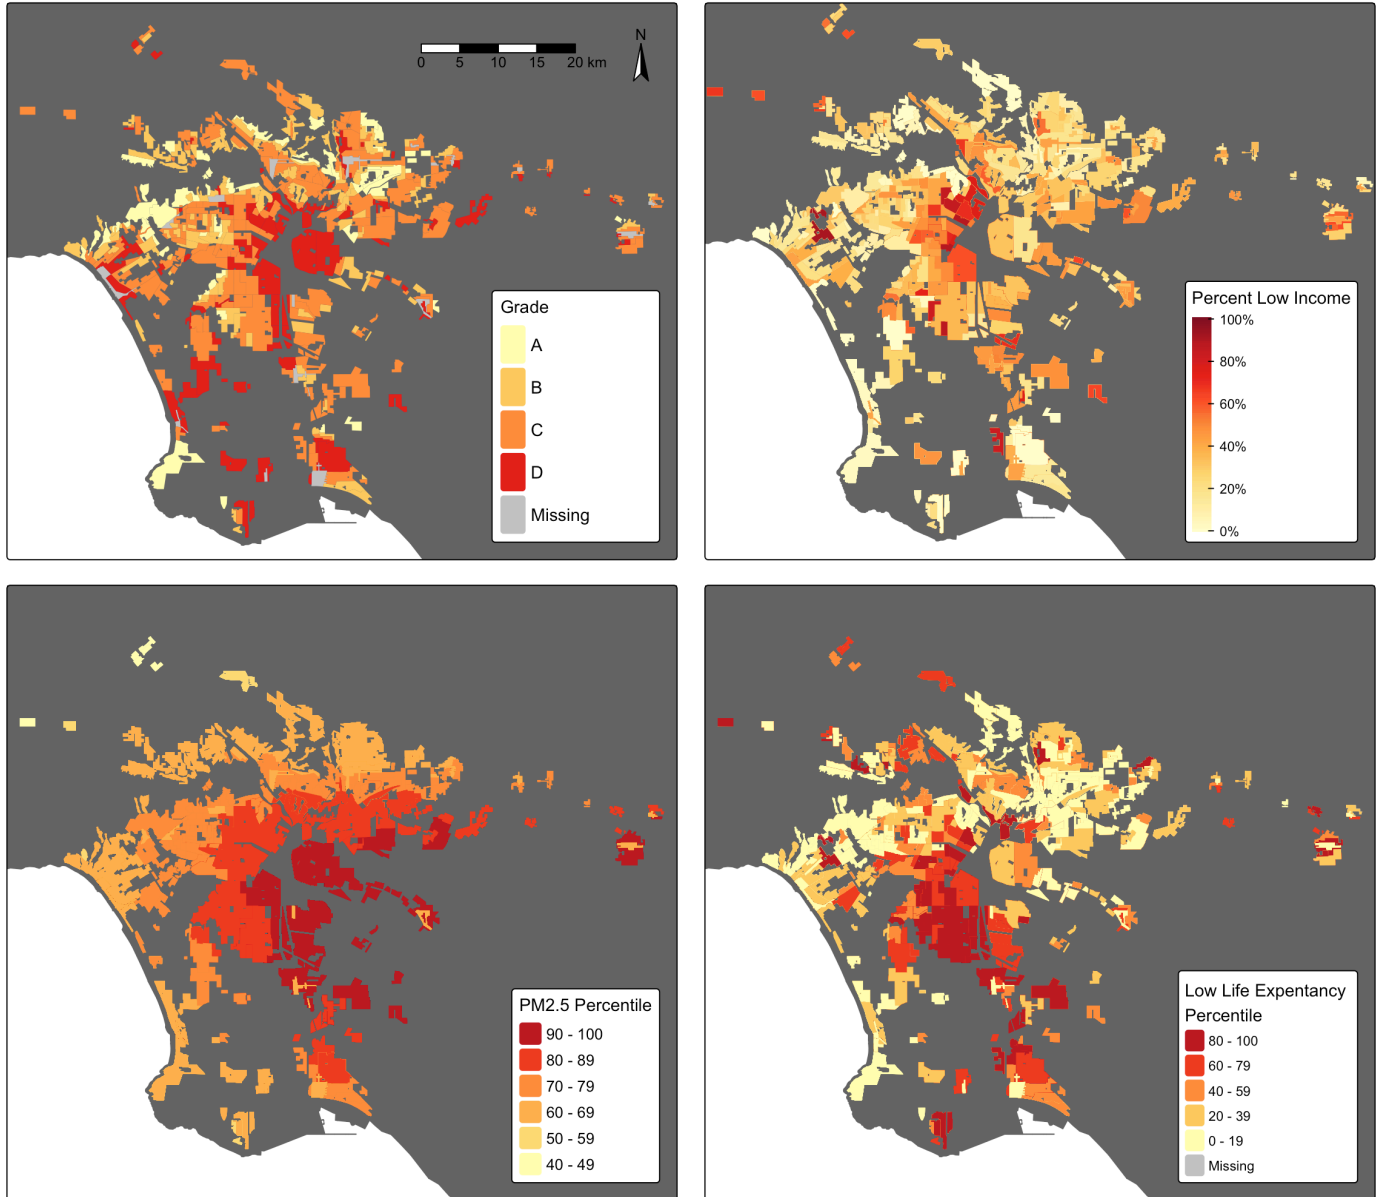 N
0 5 10 15 20 km
Grade
A
B
C
D
Missing
Percent Low Income
100%
80%
60%
40%
20%
0%
PM2.5 Percentile
90 - 100
80 - 89
70 - 79
60 - 69
50 - 59
40 - 49
Low Life Expentancy
Percentile
80 - 100
60 - 79
40 - 59
20 - 39
0 - 19
Missing